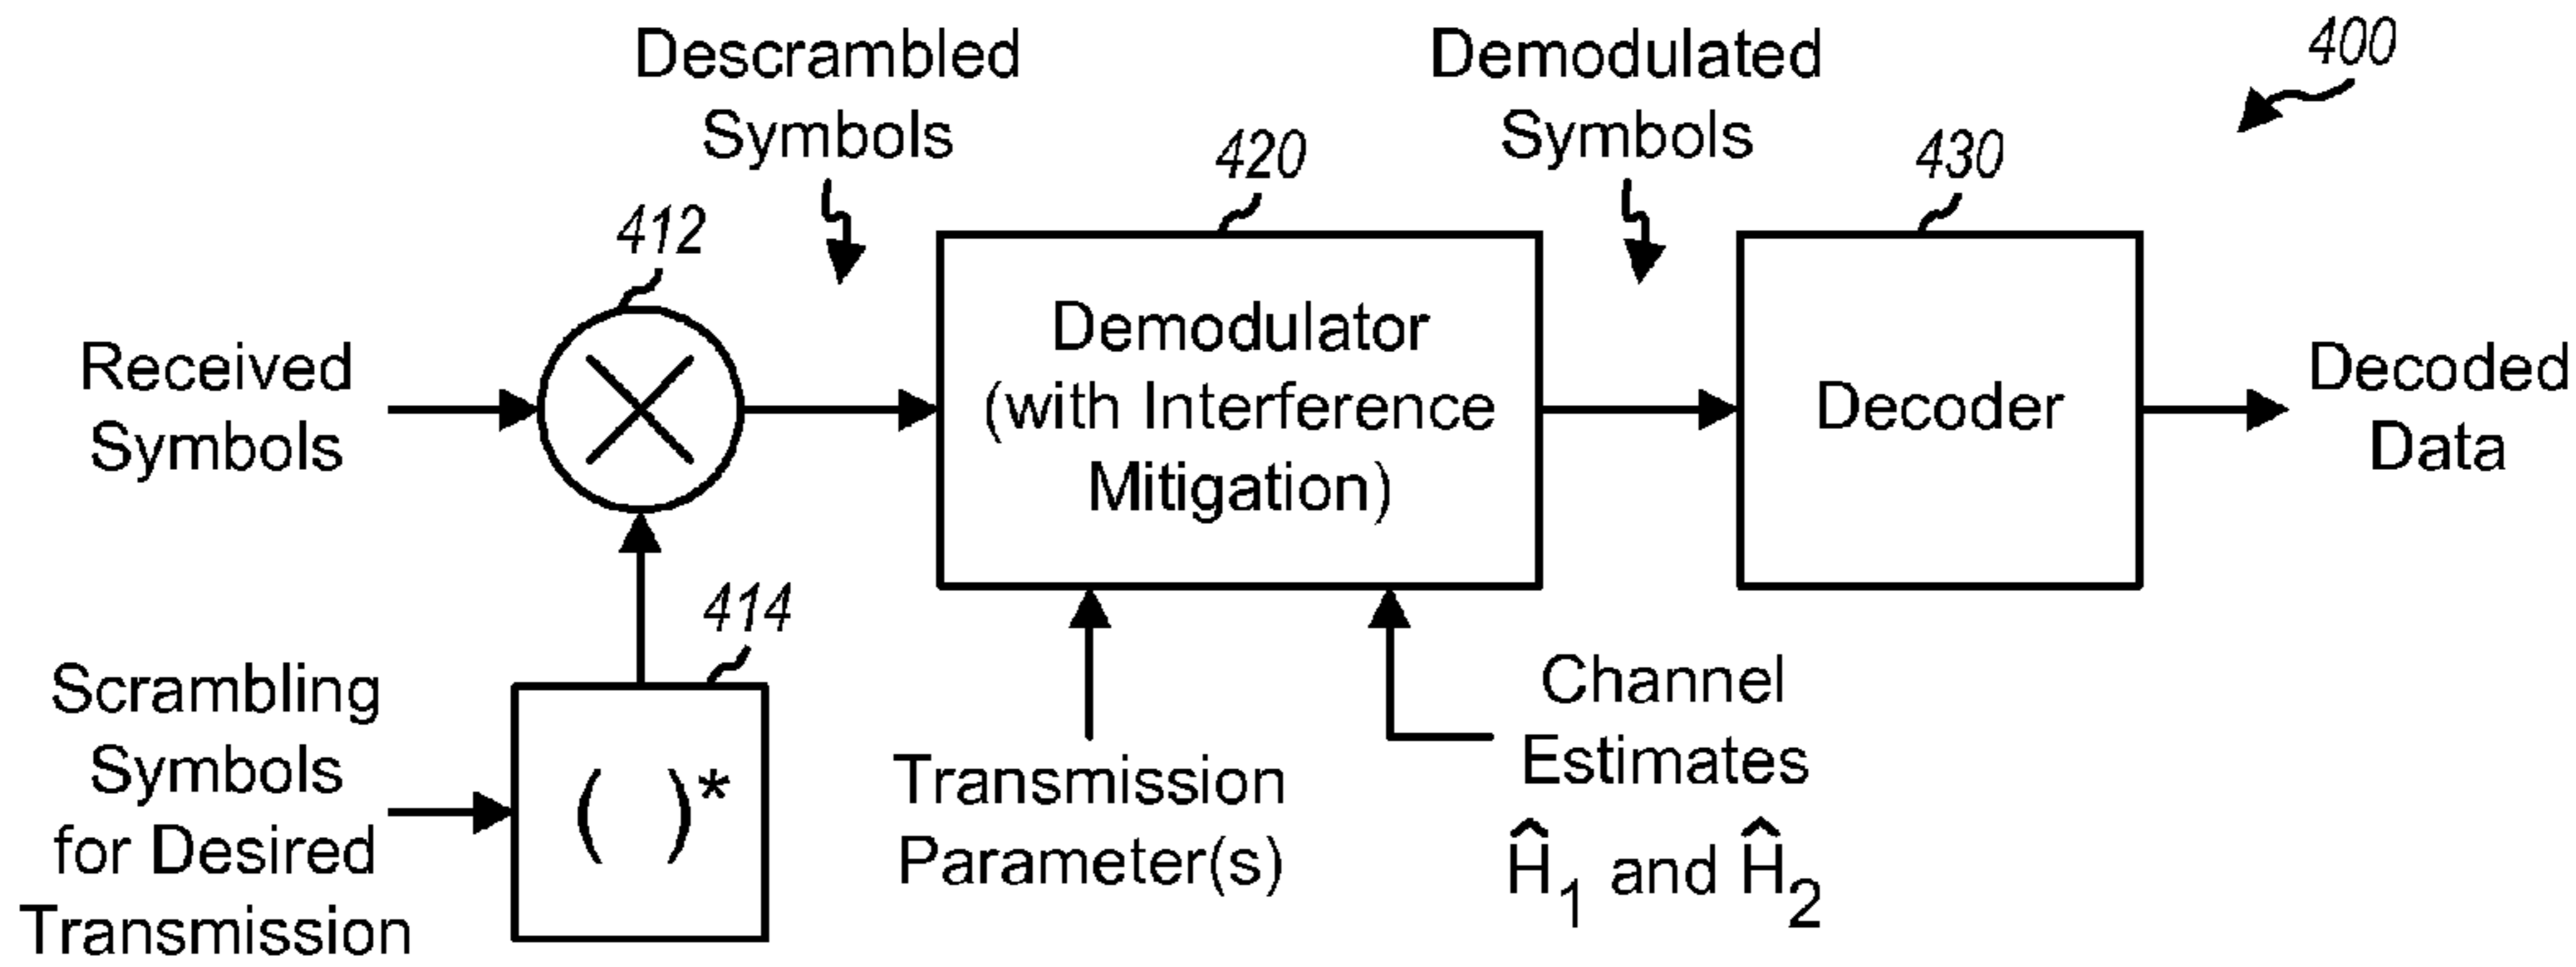 400
Descrambled
Symbols
Demodulated
Symbols
412
420
430
Received
Symbols
Demodulator
(with Interference
Mitigation)
Decoder
Decoded
Data
414
Scrambling
Symbols
for Desired
Transmission
( )*
Transmission
Parameter(s)
Channel
Estimates
Ĥ₁ and Ĥ₂